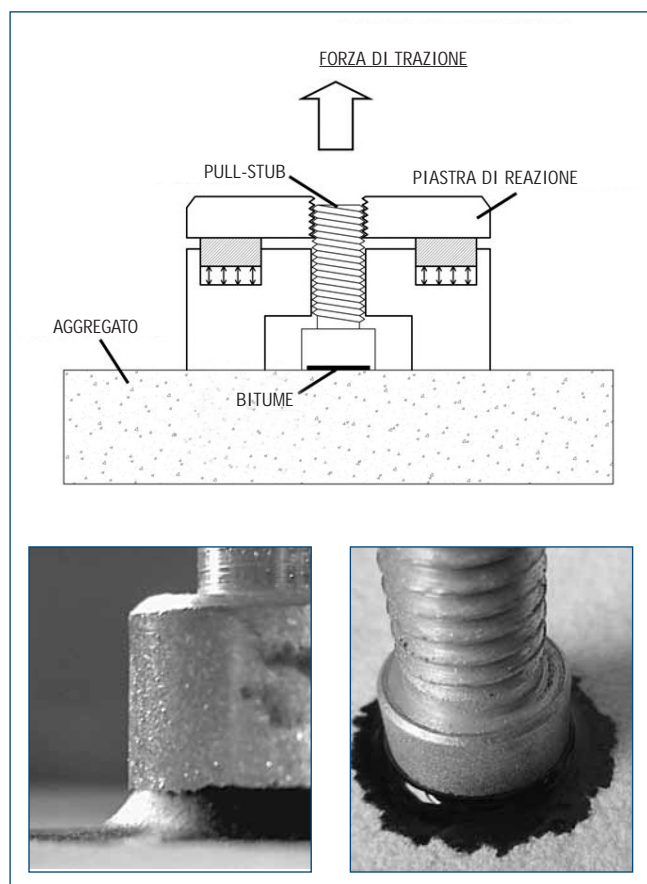 FORZA DI TRAZIONE
PULL-STUB
PIASTRA DI REAZIONE
AGGREGATO
BITUME